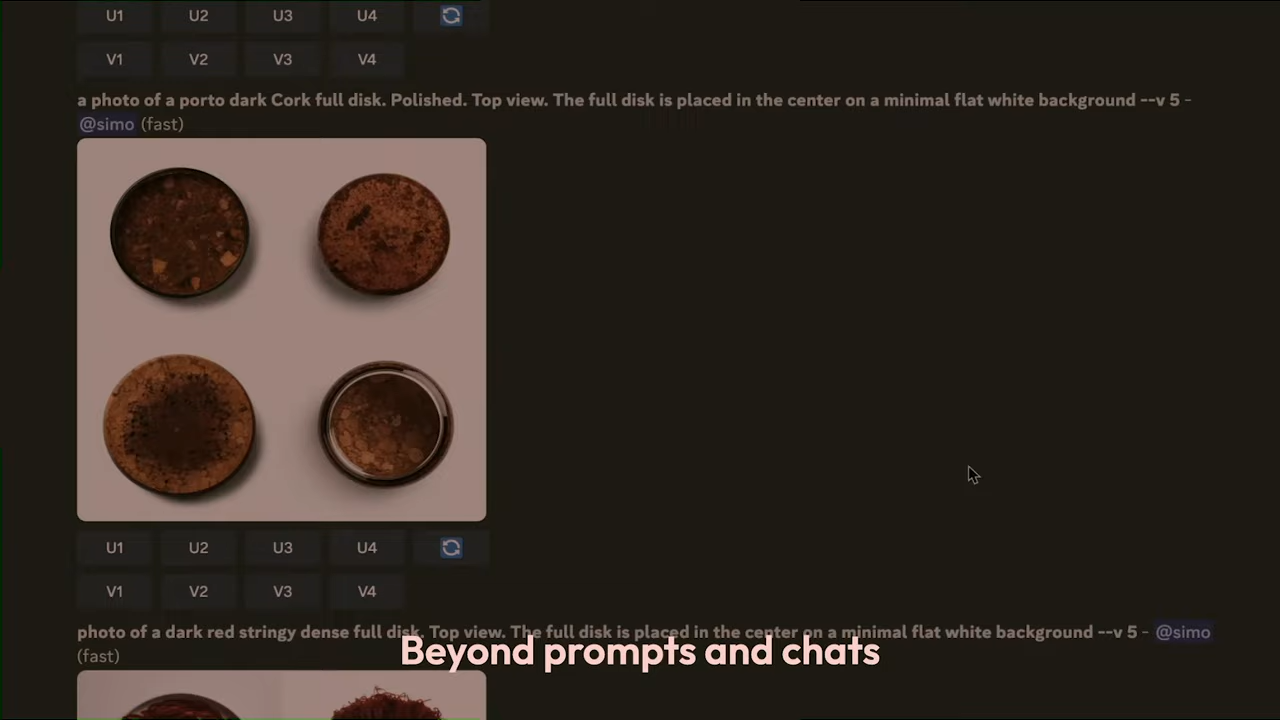 U1 U2 U3 U4
V1 V2 V3 V4
a photo of a porto dark Cork full disk. Polished. Top view. The full disk is placed in the center on a minimal flat white background --v 5 -
@simo (fast)
U1 U2 U3 U4
V1 V2 V3 V4
photo of a dark red stringy dense full disk. Top view. The full disk is placed in the center on a minimal flat white background --v 5 - @simo
(fast)
Beyond prompts and chats